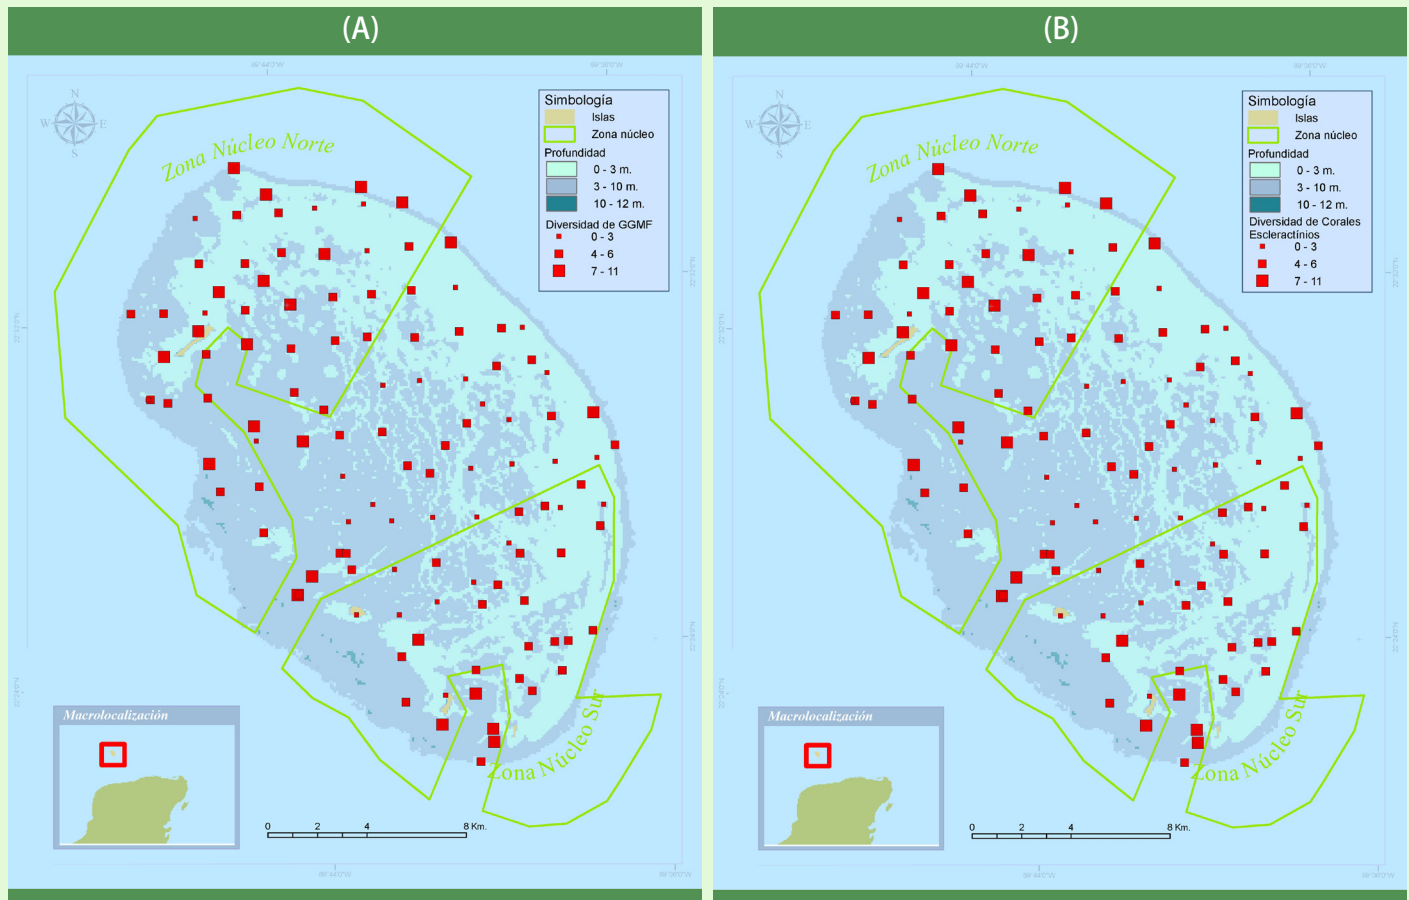 (A)
N
W E
S
Zona Núcleo Norte
Simbología
Islas
Zona núcleo
Profundidad
0 - 3 m.
3 - 10 m.
10 - 12 m.
Diversidad de GGMF
0 - 3
4 - 6
7 - 11
Zona Núcleo Sur
Macrolocalización
0 2 4 8 Km.
(B)
N
W E
S
Zona Núcleo Norte
Simbología
Islas
Zona núcleo
Profundidad
0 - 3 m.
3 - 10 m.
10 - 12 m.
Diversidad de Corales
Escleractínios
0 - 3
4 - 6
7 - 11
Zona Núcleo Sur
Macrolocalización
0 2 4 8 Km.